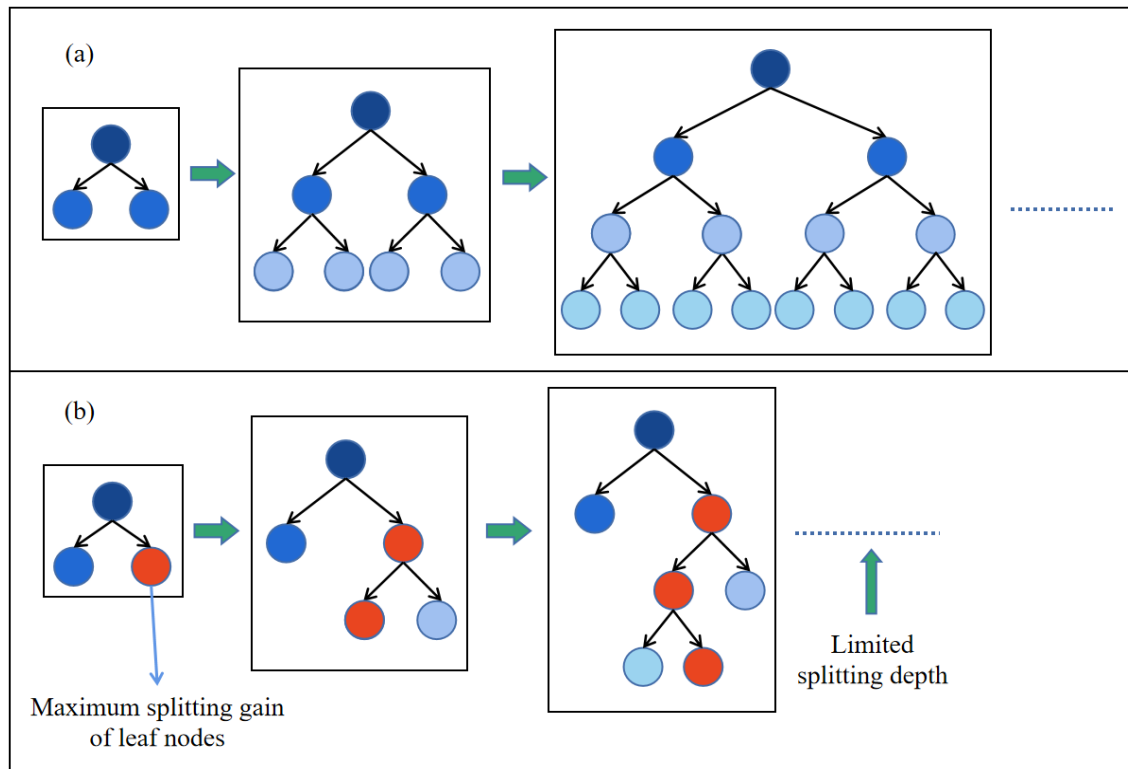 (a)
(b)
Maximum splitting gain
of leaf nodes
Limited
splitting depth